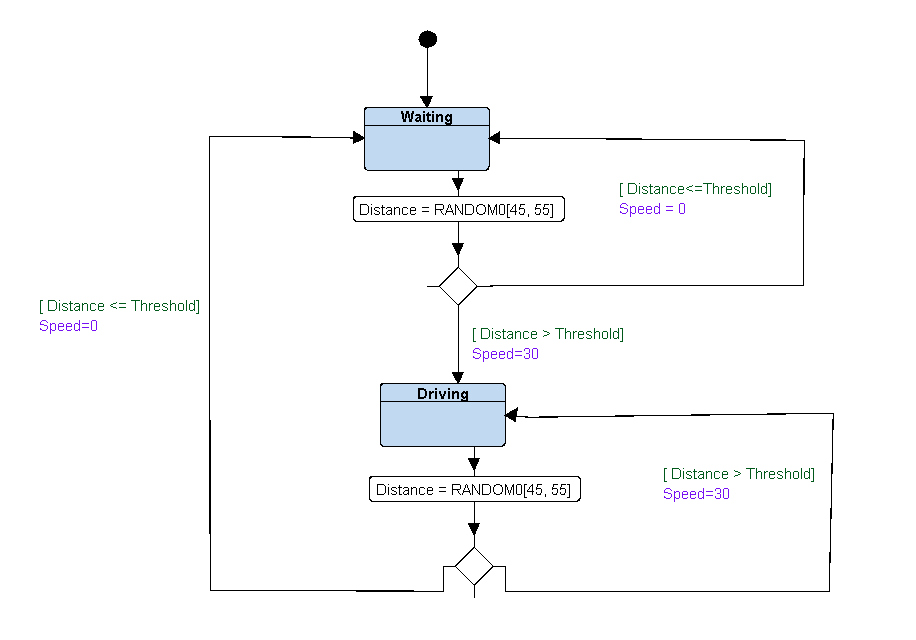 Waiting
Distance = RANDOM0[45, 55]
[ Distance<=Threshold]
Speed = 0
[ Distance <= Threshold]
Speed=0
[ Distance > Threshold]
Speed=30
Driving
Distance = RANDOM0[45, 55]
[ Distance > Threshold]
Speed=30